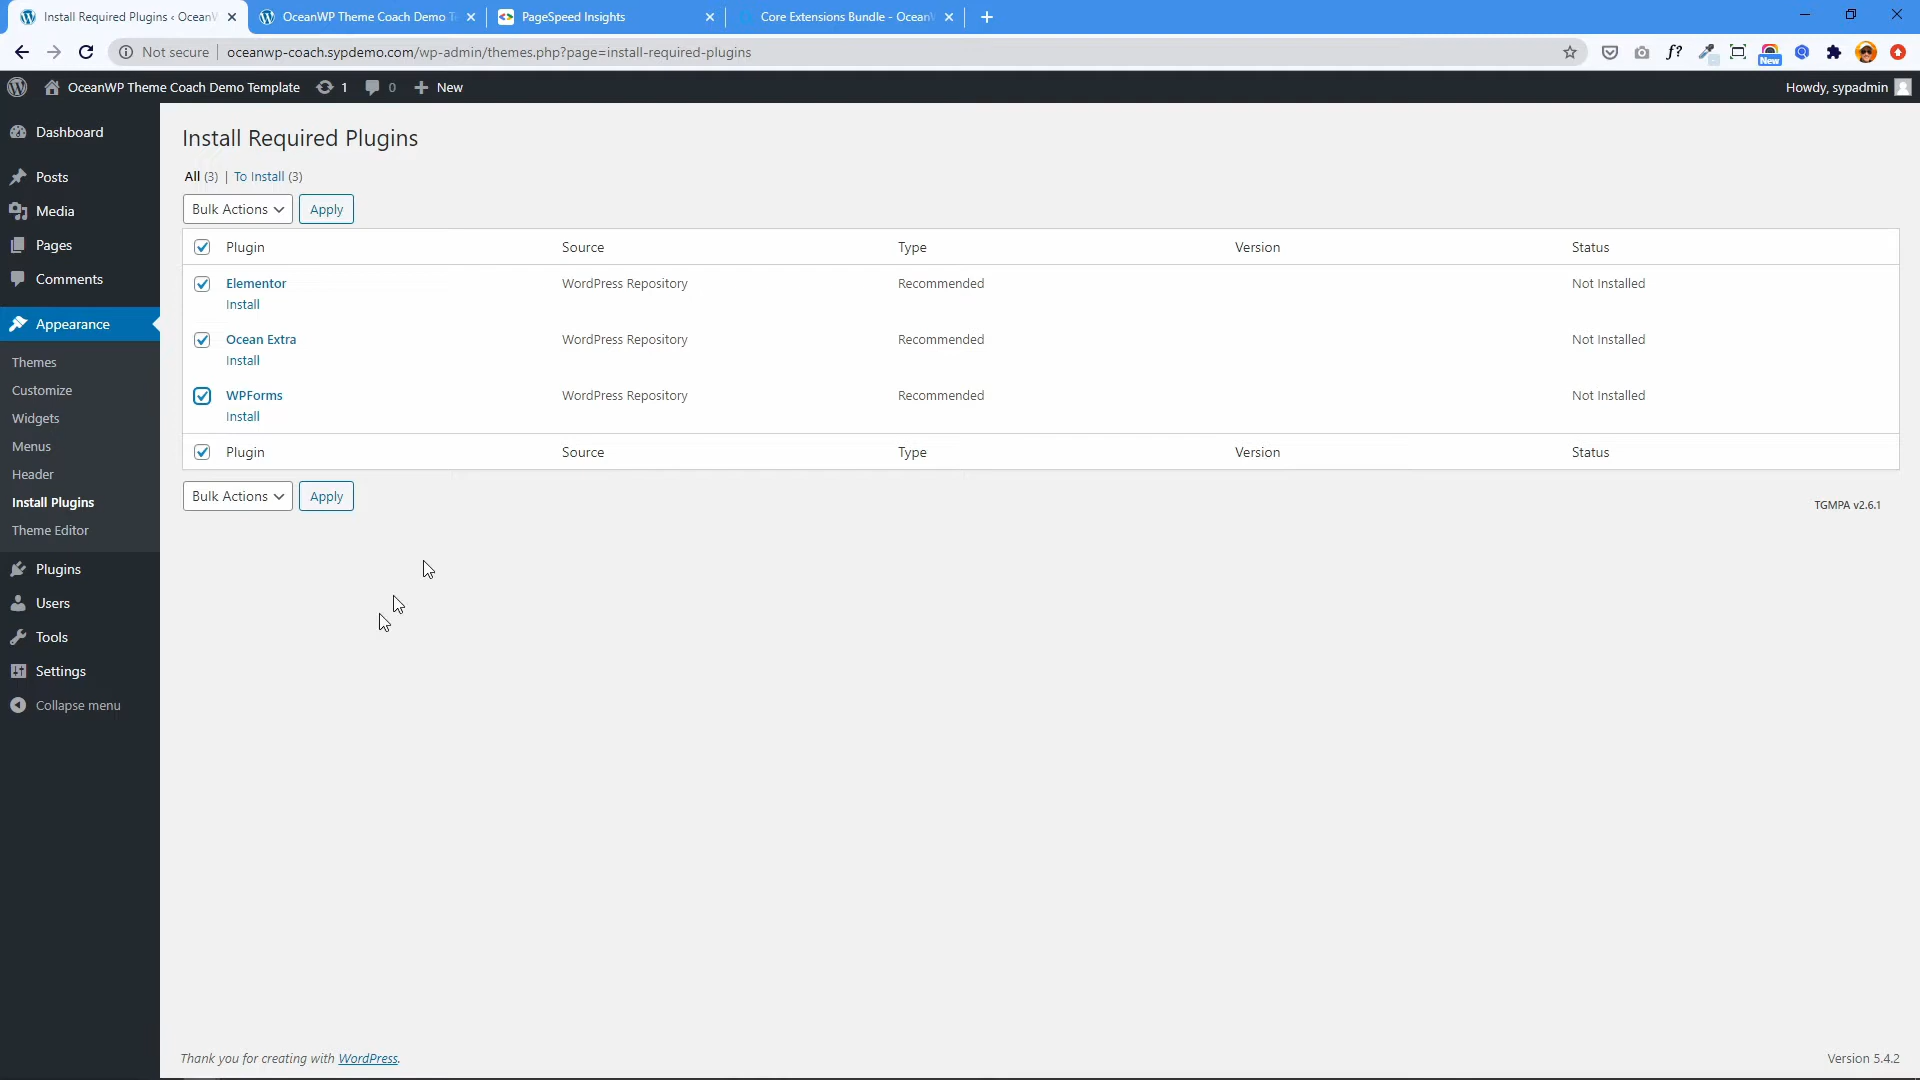 Install Required Plugins ‹ OceanW
OceanWP Theme Coach Demo Te
PageSpeed Insights
Core Extensions Bundle - OceanW
Not secure
oceanwp-coach.sypdemo.com/wp-admin/themes.php?page=install-required-plugins
f?
New
OceanWP Theme Coach Demo Template
1
0
New
Howdy, sypadmin
Dashboard
Posts
Media
Pages
Comments
Appearance
Themes
Customize
Widgets
Menus
Header
Install Plugins
Theme Editor
Plugins
Users
Tools
Settings
Collapse menu
Install Required Plugins
All (3) | To Install (3)
Bulk Actions
Apply
Plugin Source Type Version Status
Elementor WordPress Repository Recommended Not Installed
Install
Ocean Extra WordPress Repository Recommended Not Installed
Install
WPForms WordPress Repository Recommended Not Installed
Install
Plugin Source Type Version Status
Bulk Actions
Apply
TGMPA v2.6.1
Thank you for creating with WordPress.
Version 5.4.2